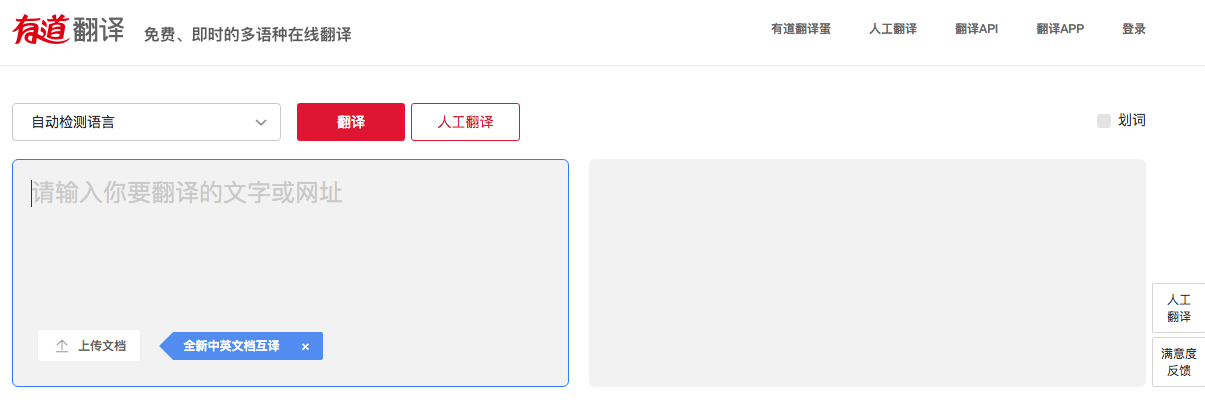 有道翻译 免费、即时的多语种在线翻译 有道翻译蛋 人工翻译 翻译API 翻译APP 登录
自动检测语言 翻译 人工翻译 划词
请输入你要翻译的文字或网址
上传文档 全新中英文档互译 ×
人工
翻译
满意度
反馈